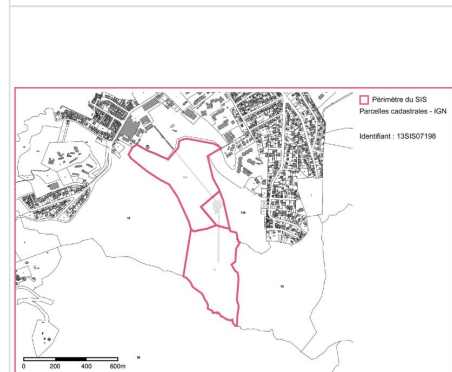 Périmètre du SIS
Parcelles cadastrales - IGN
Identifiant : 13SIS07198
0 200 400 600m